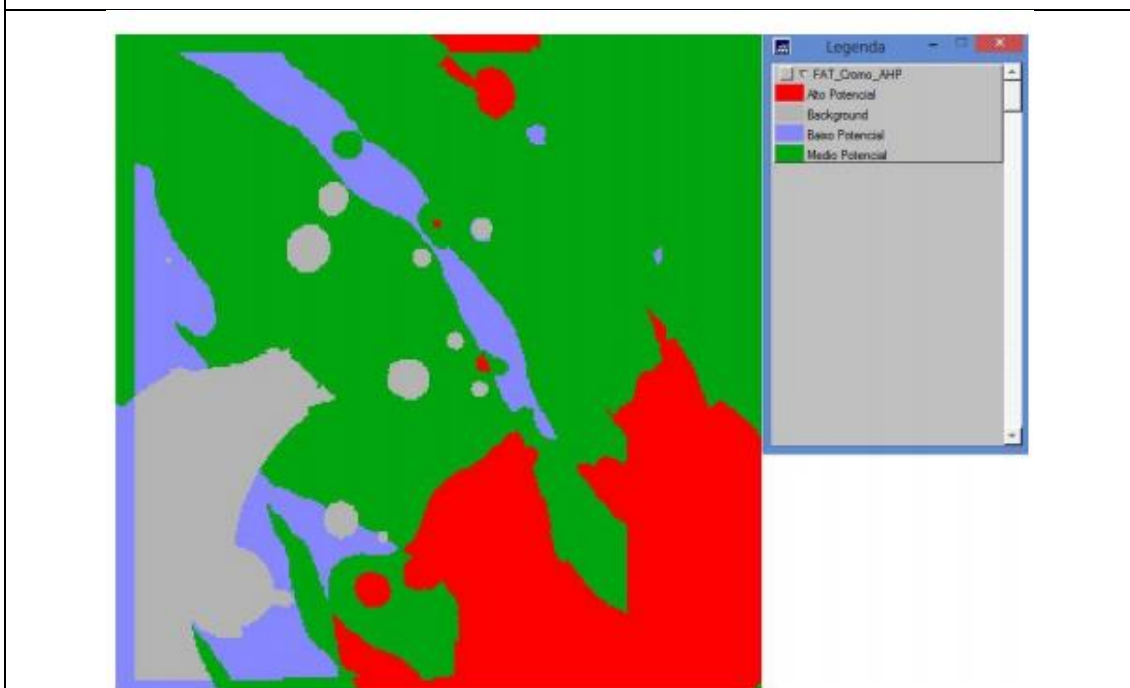 Legenda
FAT_Cromo_AHP
Alto Potencial
Background
Baixo Potencial
Medio Potencial